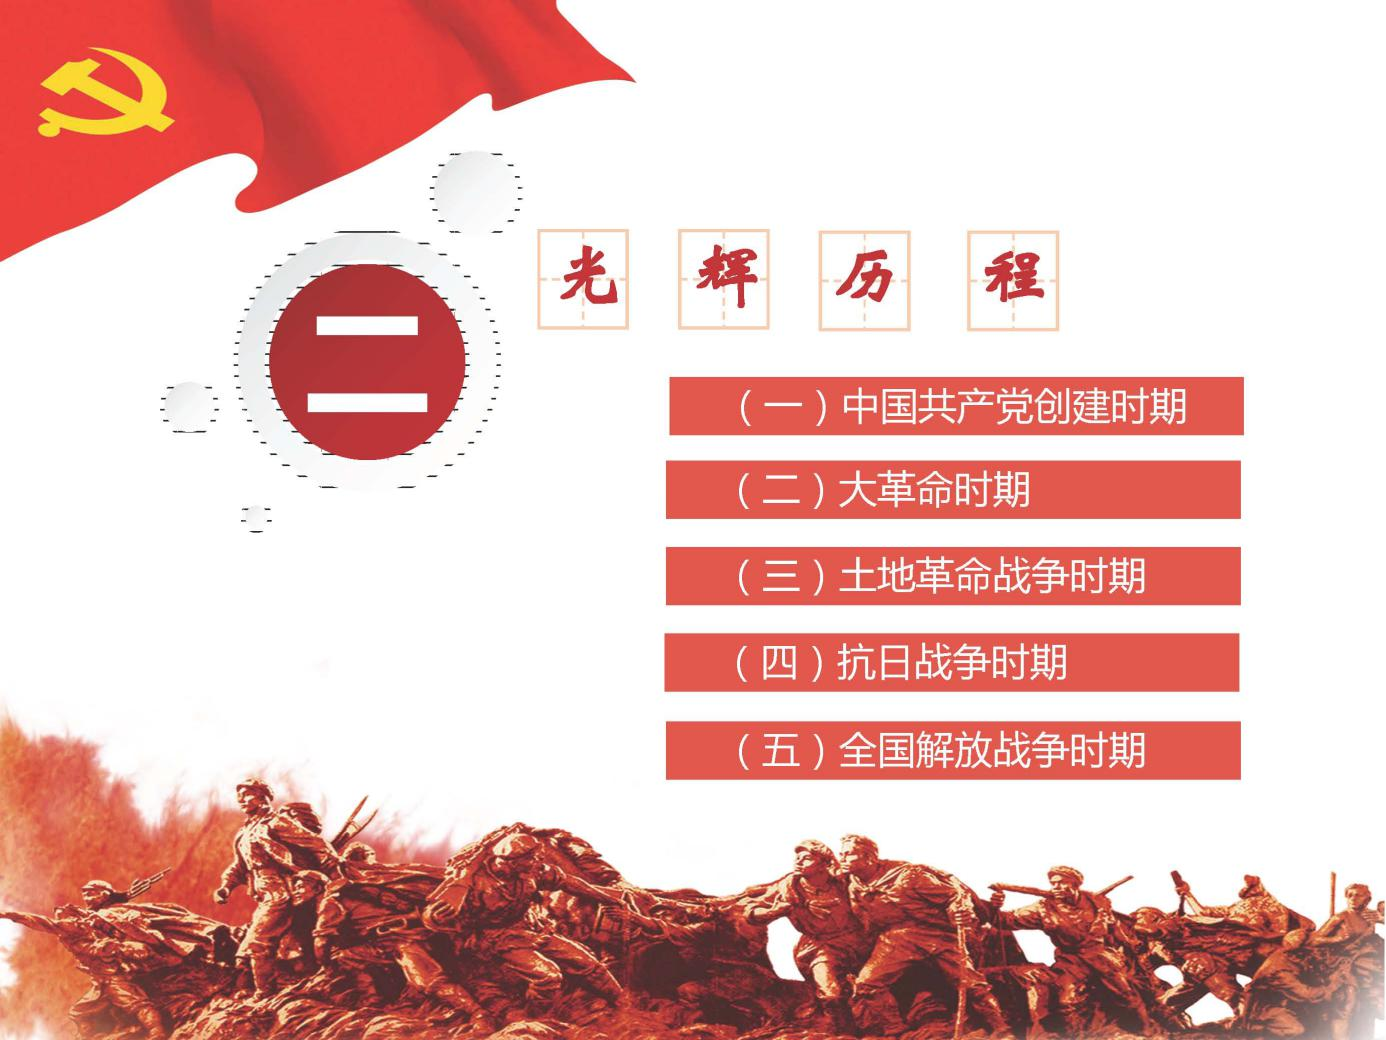 二
光辉历程
（一）中国共产党创建时期
（二）大革命时期
（三）土地革命战争时期
（四）抗日战争时期
（五）全国解放战争时期